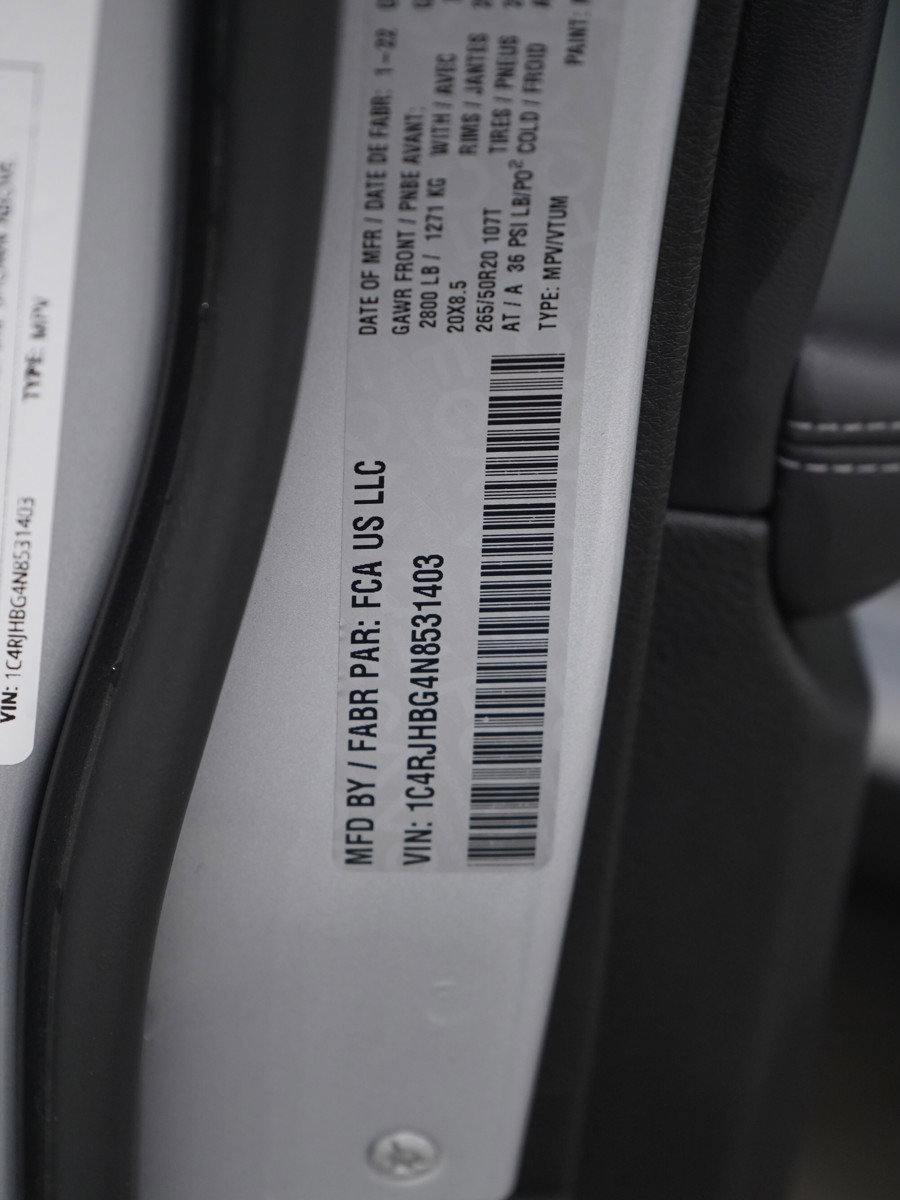 MFD BY / FABR PAR: FCA US LLC
DATE OF MFR / DATE DE FABR: 1-22
GAWR FRONT / PNBE AVANT:
2800 LB / 1271 KG WITH / AVEC
20X8.5 RIMS / JANTES
265/50R20 107T TIRES / PNEUS
AT / A 36 PSI LB/PO² COLD / FROID
VIN: 1C4RJHBG4N8531403
TYPE: MPV/VTUM PAINT:
VIN: 1C4RJHBG4N8531403 TYPE: MPV